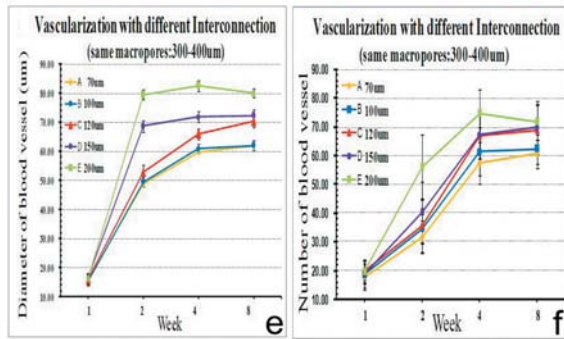 Vascularization with different Interconnection
(same macropores:300-400um)
Diameter of blood vessel (um)
90.00
80.00
70.00
60.00
50.00
40.00
30.00
20.00
10.00
A 70um
B 100um
C 120um
D 150um
E 200um
1 2 4 8
Week
e
Vascularization with different Interconnection
(same macropores:300-400um)
Number of blood vessel
90.00
80.00
70.00
60.00
50.00
40.00
30.00
20.00
10.00
A 70um
B 100um
C 120um
D 150um
E 200um
1 2 4 8
Week
f